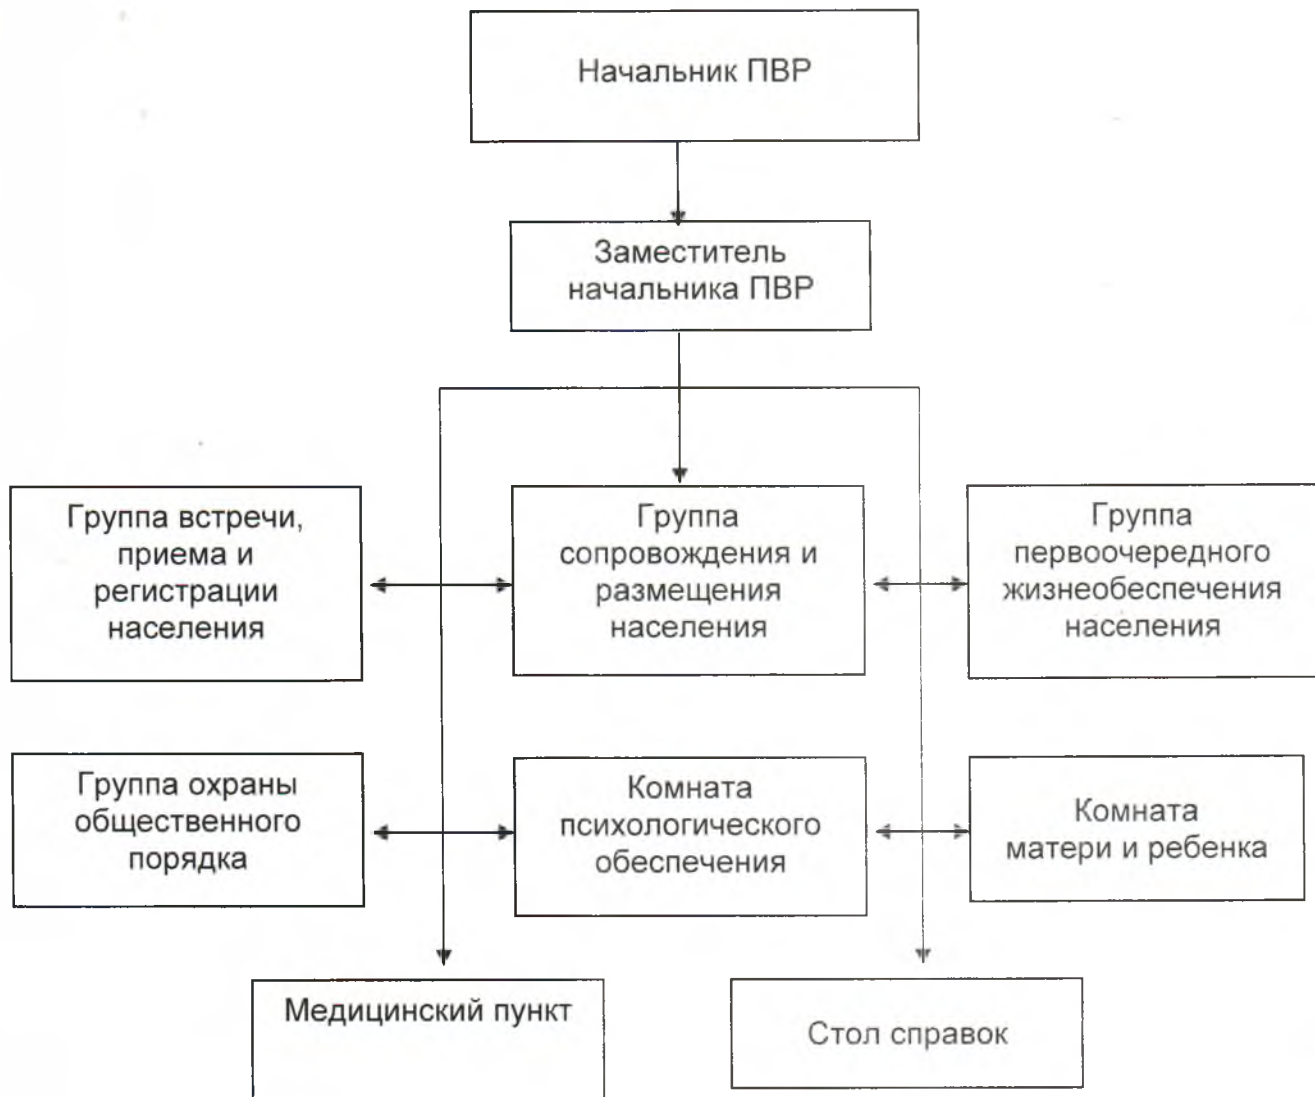 Начальник ПВР
Заместитель
начальника ПВР
Группа встречи,
приема и
регистрации
населения
Группа
сопровождения и
размещения
населения
Группа
первоочередного
жизнеобеспечения
населения
Группа охраны
общественного
порядка
Комната
психологического
обеспечения
Комната
матери и ребенка
Медицинский пункт
Стол справок